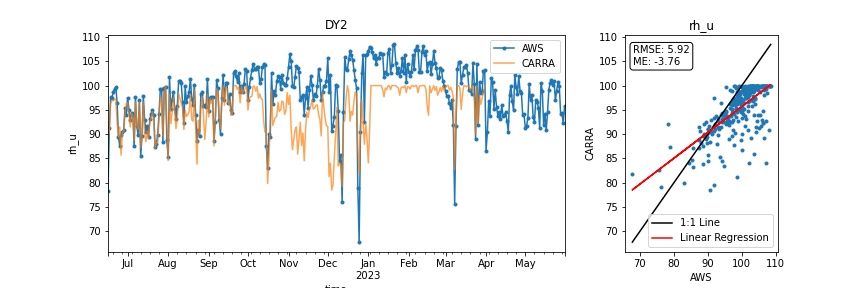 DY2
rh_u
110
105
100
95
90
85
80
75
70
rh_u
AWS
CARRA
Jul
Aug
Sep
Oct
Nov
Dec
Jan
2023
Feb
Mar
Apr
May
time
rh_u
110
105
100
95
90
85
80
75
70
CARRA
RMSE: 5.92
ME: -3.76
1:1 Line
Linear Regression
70
80
90
100
110
AWS